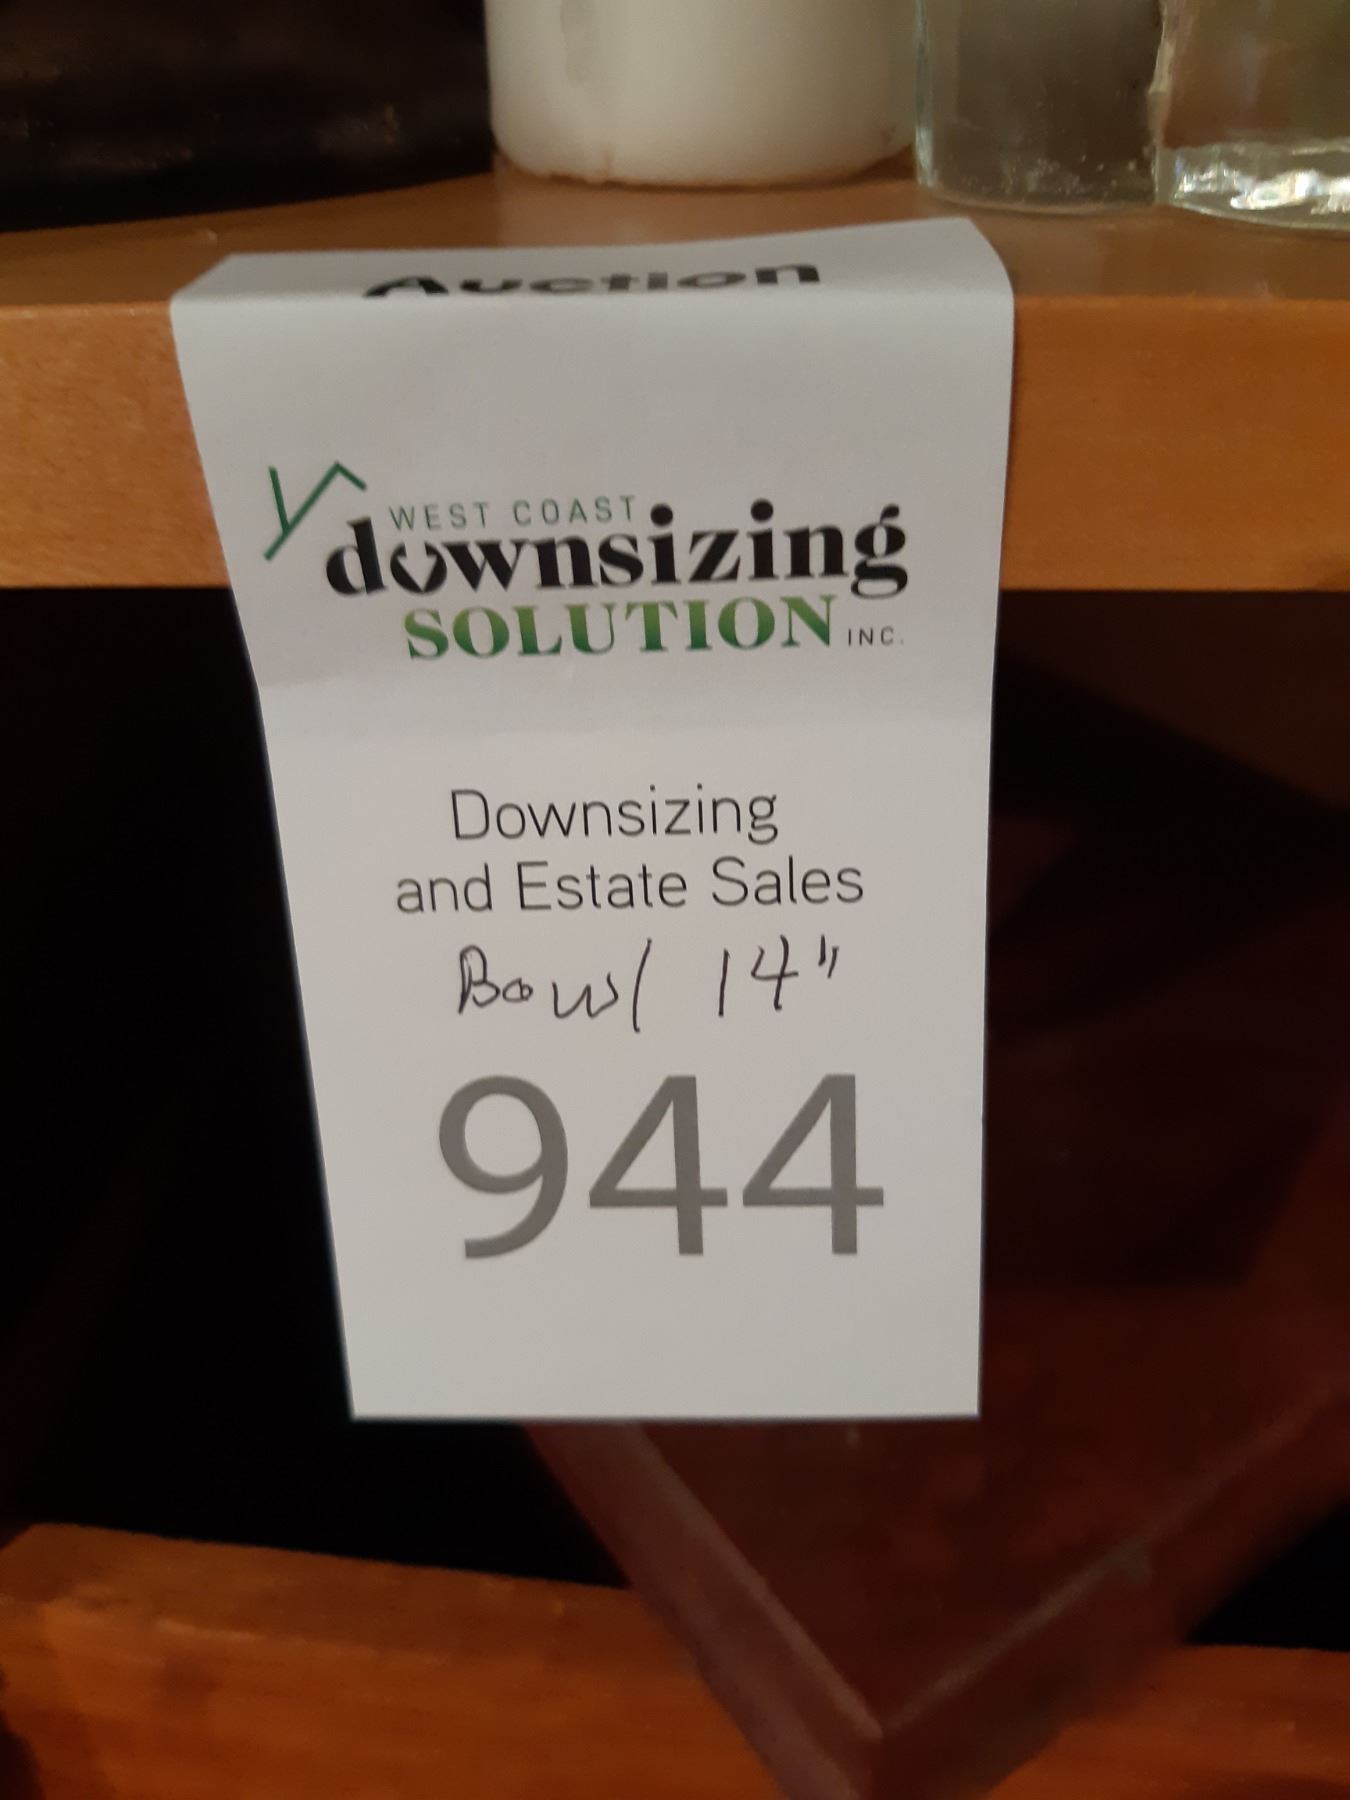 Auction
WEST COAST
downsizing
SOLUTION INC.
Downsizing
and Estate Sales
Bowl 14"
944